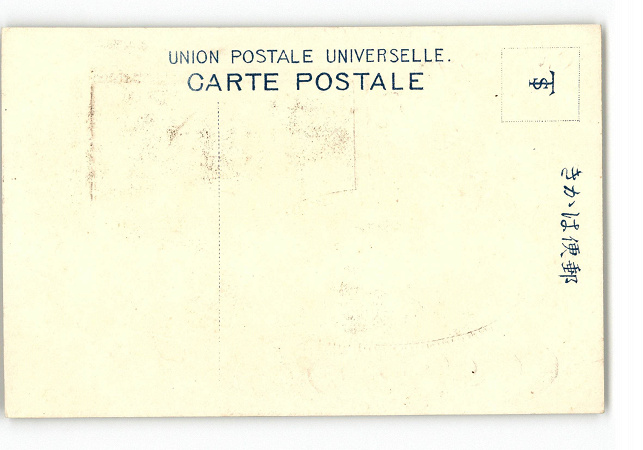 UNION POSTALE UNIVERSELLE.
CARTE POSTALE
郵便はがき